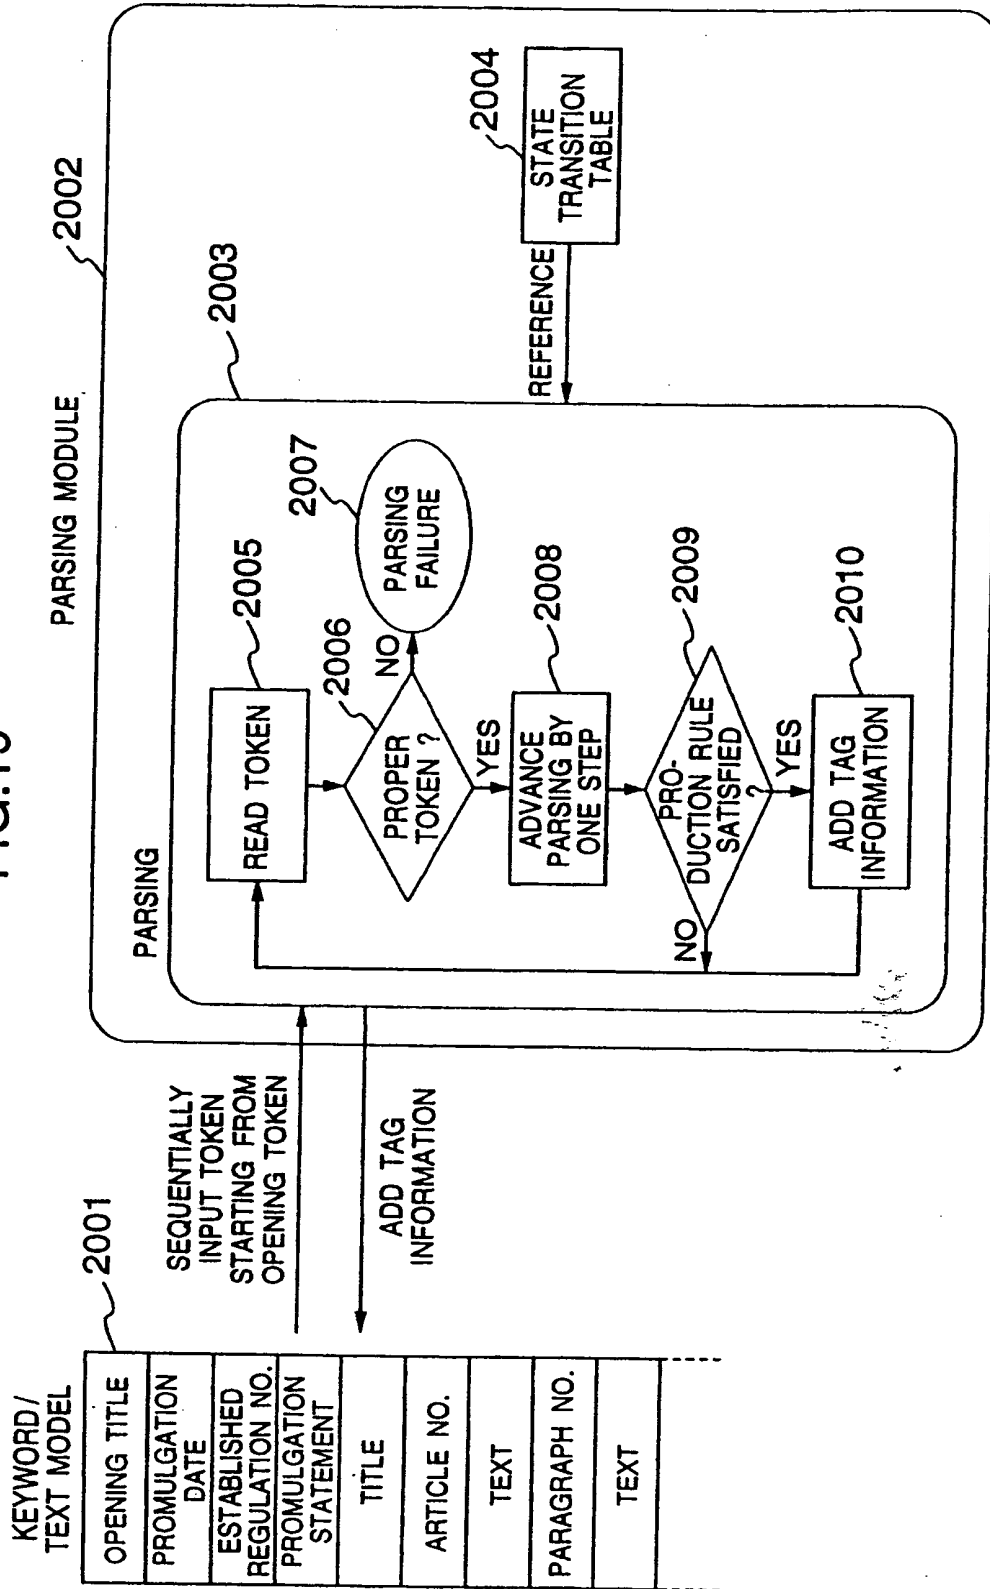 KEYWORD/
TEXT MODEL
2001
OPENING TITLE
PROMULGATION
DATE
ESTABLISHED
REGULATION NO.
PROMULGATION
STATEMENT
TITLE
ARTICLE NO.
TEXT
PARAGRAPH NO.
TEXT
SEQUENTIALLY
INPUT TOKEN
STARTING FROM
OPENING TOKEN
ADD TAG
INFORMATION
PARSING MODULE
2002
PARSING
2003
READ TOKEN
2005
PROPER
TOKEN ?
2006
NO
PARSING
FAILURE
2007
YES
ADVANCE
PARSING BY
ONE STEP
2008
PRO-
DUCTION RULE
SATISFIED
?
2009
NO
YES
ADD TAG
INFORMATION
2010
REFERENCE
STATE
TRANSITION
TABLE
2004